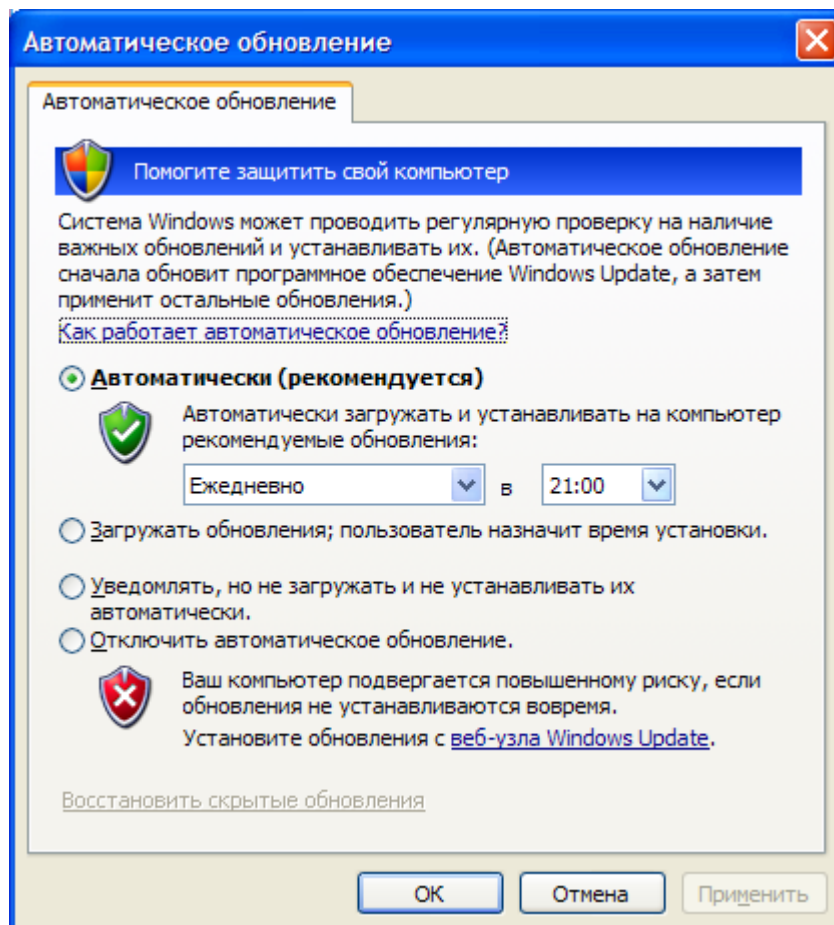 Автоматическое обновление
Автоматическое обновление
Помогите защитить свой компьютер
Система Windows может проводить регулярную проверку на наличие
важных обновлений и устанавливать их. (Автоматическое обновление
сначала обновит программное обеспечение Windows Update, а затем
применит остальные обновления.)
Как работает автоматическое обновление?
Автоматически (рекомендуется)
Автоматически загружать и устанавливать на компьютер
рекомендуемые обновления:
Ежедневно в 21:00
Загружать обновления; пользователь назначит время установки.
Уведомлять, но не загружать и не устанавливать их
автоматически.
Отключить автоматическое обновление.
Ваш компьютер подвергается повышенному риску, если
обновления не устанавливаются вовремя.
Установите обновления с веб-узла Windows Update.
Восстановить скрытые обновления
ОК Отмена Применить